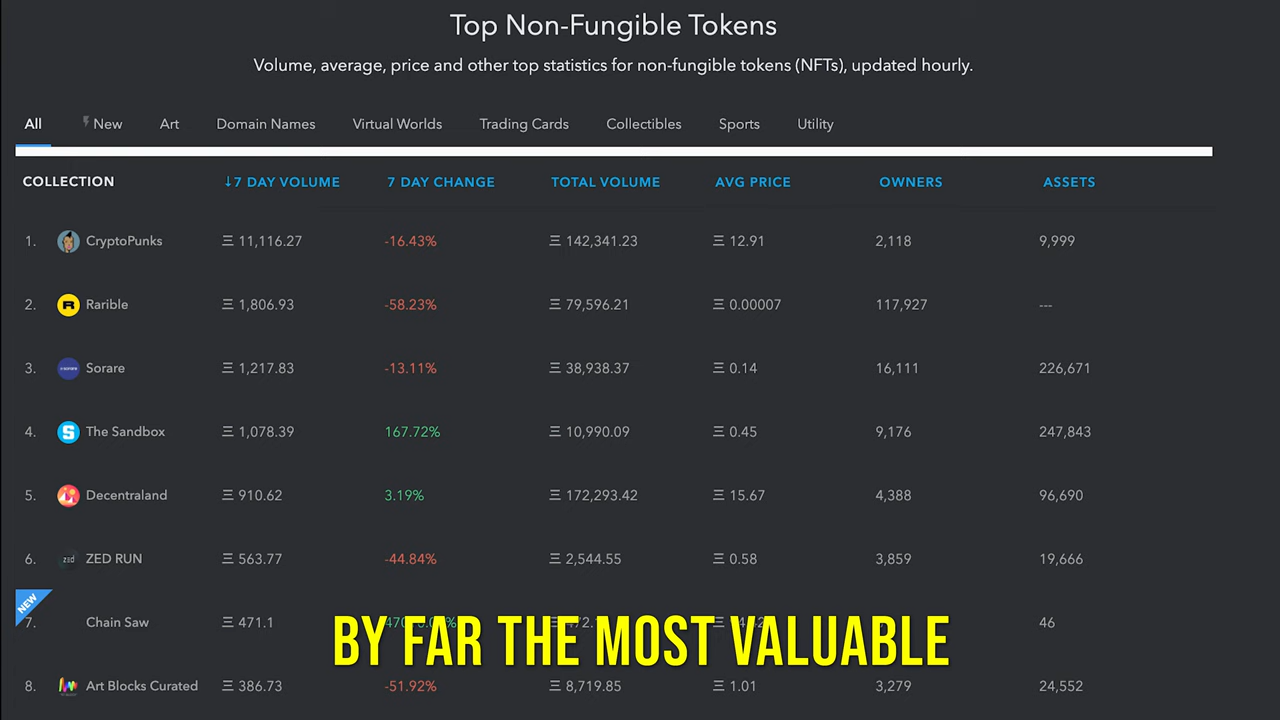 Top Non-Fungible Tokens
Volume, average, price and other top statistics for non-fungible tokens (NFTs), updated hourly.
All New Art Domain Names Virtual Worlds Trading Cards Collectibles Sports Utility
COLLECTION ↓7 DAY VOLUME 7 DAY CHANGE TOTAL VOLUME AVG PRICE OWNERS ASSETS
1. CryptoPunks Ξ 11,116.27 -16.43% Ξ 142,341.23 Ξ 12.91 2,118 9,999
2. R Rarible Ξ 1,806.93 -58.23% Ξ 79,596.21 Ξ 0.00007 117,927 ---
3. Sorare Ξ 1,217.83 -13.11% Ξ 38,938.37 Ξ 0.14 16,111 226,671
4. S The Sandbox Ξ 1,078.39 167.72% Ξ 10,990.09 Ξ 0.45 9,176 247,843
5. Decentraland Ξ 910.62 3.19% Ξ 172,293.42 Ξ 15.67 4,388 96,690
6. zed ZED RUN Ξ 563.77 -44.84% Ξ 2,544.55 Ξ 0.58 3,859 19,666
NEW
7. Chain Saw Ξ 471.1 46
BY FAR THE MOST VALUABLE
8. Art Blocks Curated Ξ 386.73 -51.92% Ξ 8,719.85 Ξ 1.01 3,279 24,552